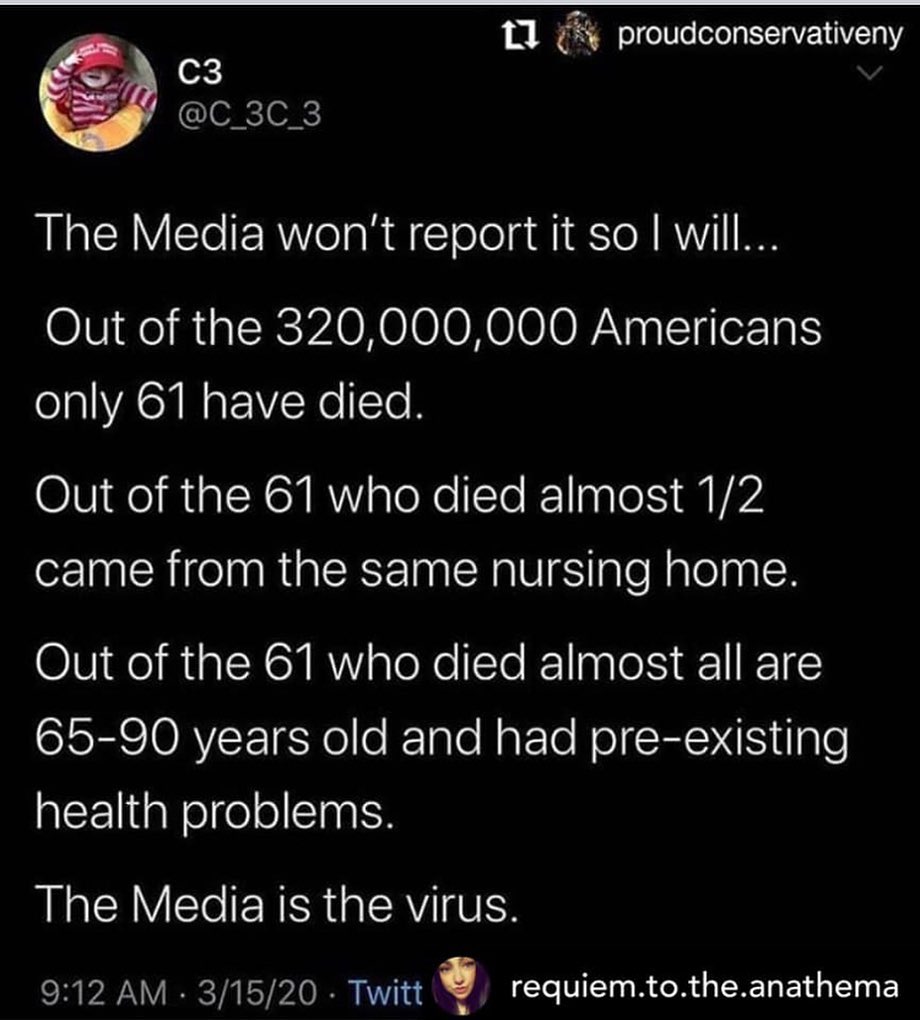 proudconservativeny
C3
@C_3C_3
The Media won't report it so I will...
Out of the 320,000,000 Americans
only 61 have died.
Out of the 61 who died almost 1/2
came from the same nursing home.
Out of the 61 who died almost all are
65-90 years old and had pre-existing
health problems.
The Media is the virus.
9:12 AM · 3/15/20 · Twitt
requiem.to.the.anathema